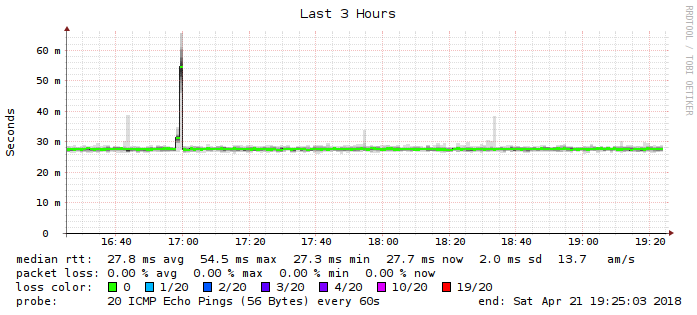 Last 3 Hours
RRDTOOL / TOBI OETIKER
Seconds
60 m
50 m
40 m
30 m
20 m
10 m
0
16:40 17:00 17:20 17:40 18:00 18:20 18:40 19:00 19:20
median rtt: 27.8 ms avg 54.5 ms max 27.3 ms min 27.7 ms now 2.0 ms sd 13.7 am/s
packet loss: 0.00 % avg 0.00 % max 0.00 % min 0.00 % now
loss color: 0 1/20 2/20 3/20 4/20 10/20 19/20
probe: 20 ICMP Echo Pings (56 Bytes) every 60s end: Sat Apr 21 19:25:03 2018